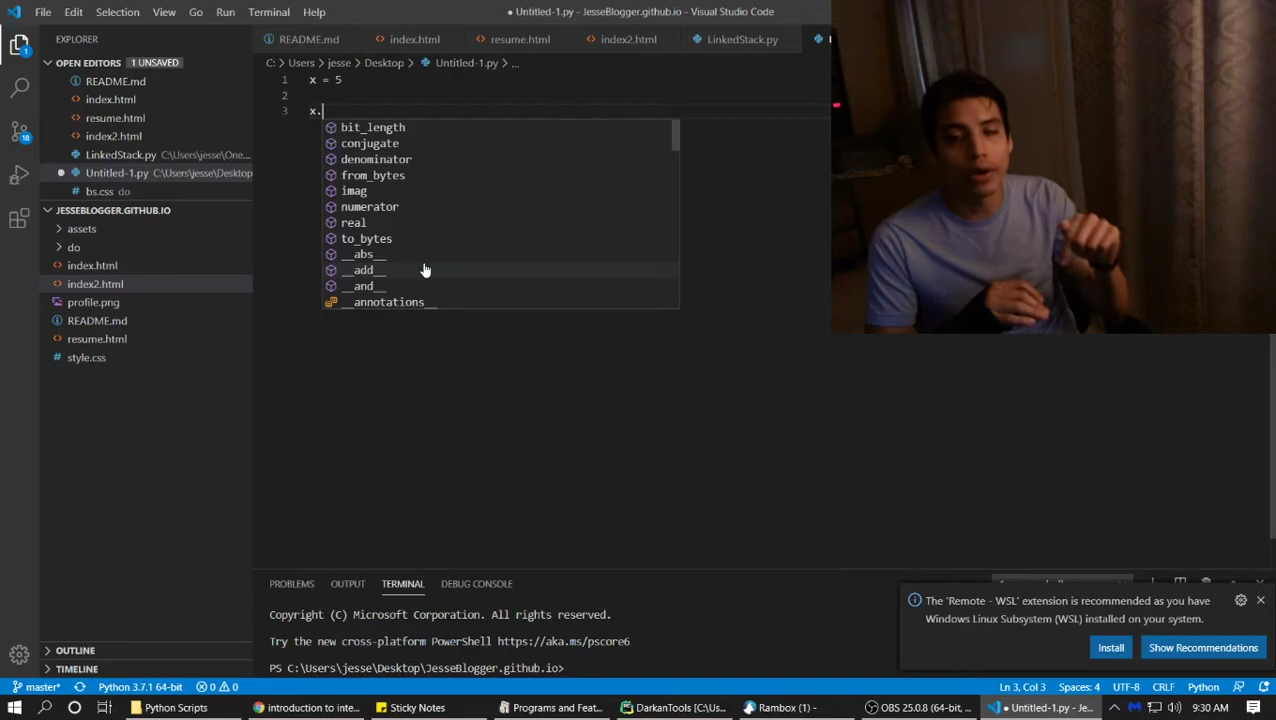 File Edit Selection View Go Run Terminal Help ● Untitled-1.py - JesseBlogger.github.io - Visual Studio Code
EXPLORER
README.md index.html resume.html index2.html LinkedStack.py
OPEN EDITORS 1 UNSAVED
C: > Users > jesse > Desktop > Untitled-1.py > ...
README.md
index.html
resume.html
index2.html
LinkedStack.py C:\Users\jesse\One...
Untitled-1.py C:\Users\jesse\Desktop
bs.css do
JESSEBLOGGER.GITHUB.IO
assets
do
index.html
index2.html
profile.png
README.md
resume.html
style.css
1 x = 5
2
3 x.
bit_length
conjugate
denominator
from_bytes
imag
numerator
real
to_bytes
__abs__
__add__
__and__
__annotations__
PROBLEMS OUTPUT TERMINAL DEBUG CONSOLE
Copyright (C) Microsoft Corporation. All rights reserved.
Try the new cross-platform PowerShell https://aka.ms/pscore6
PS C:\Users\jesse\Desktop\JesseBlogger.github.io>
The 'Remote - WSL' extension is recommended as you have
Windows Linux Subsystem (WSL) installed on your system.
Install Show Recommendations
OUTLINE
TIMELINE
1
18
master* Python 3.7.1 64-bit 0 0 Ln 3, Col 3 Spaces: 4 UTF-8 CRLF Python
Python Scripts introduction to inte... Sticky Notes Programs and Feat... DarkanTools [C:\Us... Rambox (1) - OBS 25.0.8 (64-bit, ... Untitled-1.py - Je... 9:30 AM